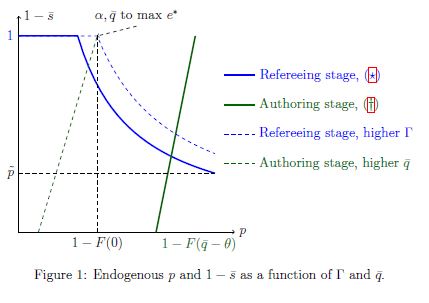 1 − s̄
α, q̄ to max e*
1
Refereeing stage, (⋆)
Authoring stage, (†)
Refereeing stage, higher Γ
Authoring stage, higher q̄
p̃
p
1 − F(0)
1 − F(q̄ − θ)
Figure 1: Endogenous p and 1 − s̄ as a function of Γ and q̄.